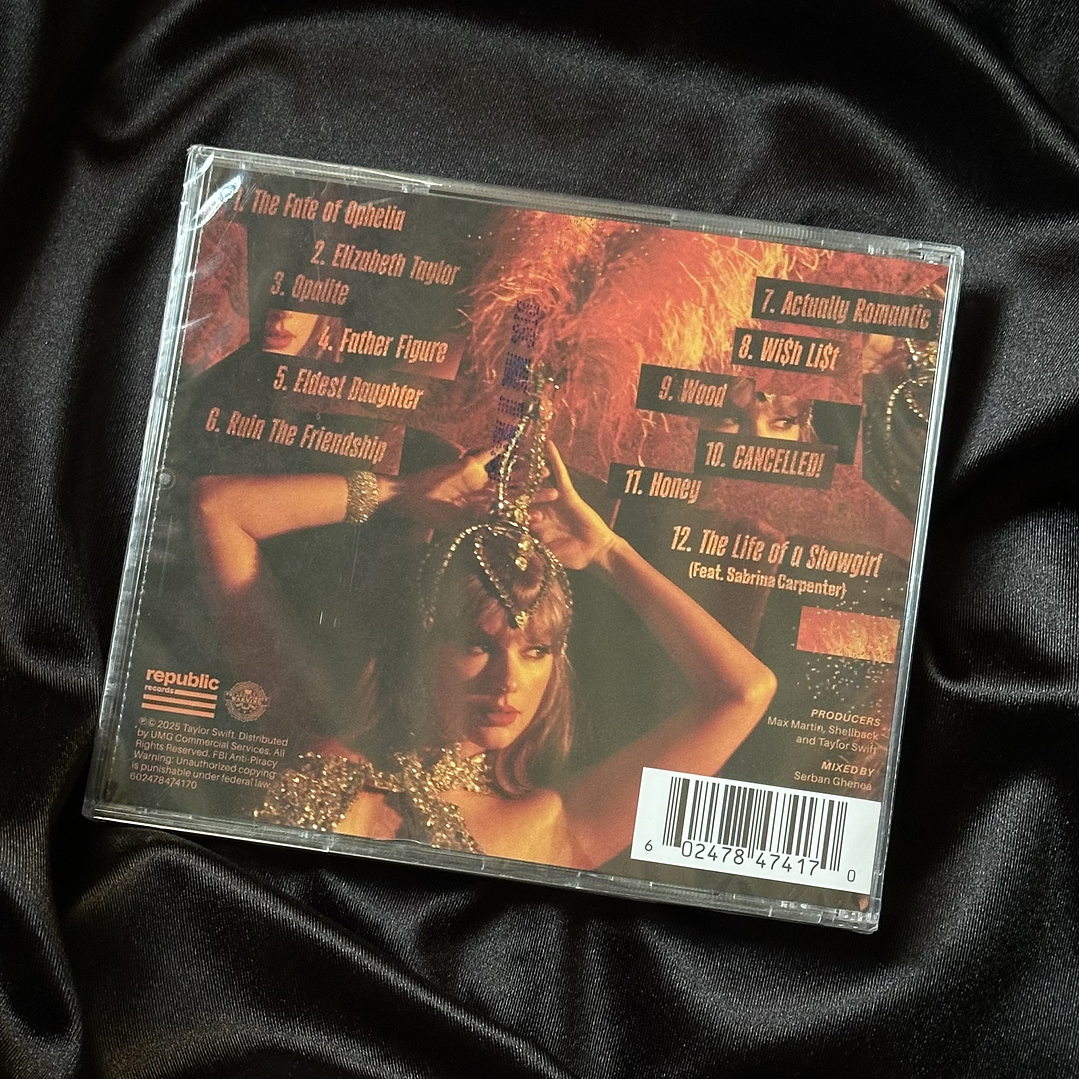 1. The Fate of Ophelia
2. Elizabeth Taylor
3. Opalite
4. Father Figure
5. Eldest Daughter
6. Ruin The Friendship
7. Actually Romantic
8. Wi$h Li$t
9. Wood
10. CANCELLED!
11. Honey
12. The Life of a Showgirl
(Feat. Sabrina Carpenter)
republic
records
℗© 2025 Taylor Swift. Distributed
by UMG Commercial Services, All
Rights Reserved. FBI Anti-Piracy
Warning: Unauthorized copying
is punishable under federal law.
602478474170
PRODUCERS
Max Martin, Shellback
and Taylor Swift
MIXED BY
Serban Ghenea
6 02478 47417 0